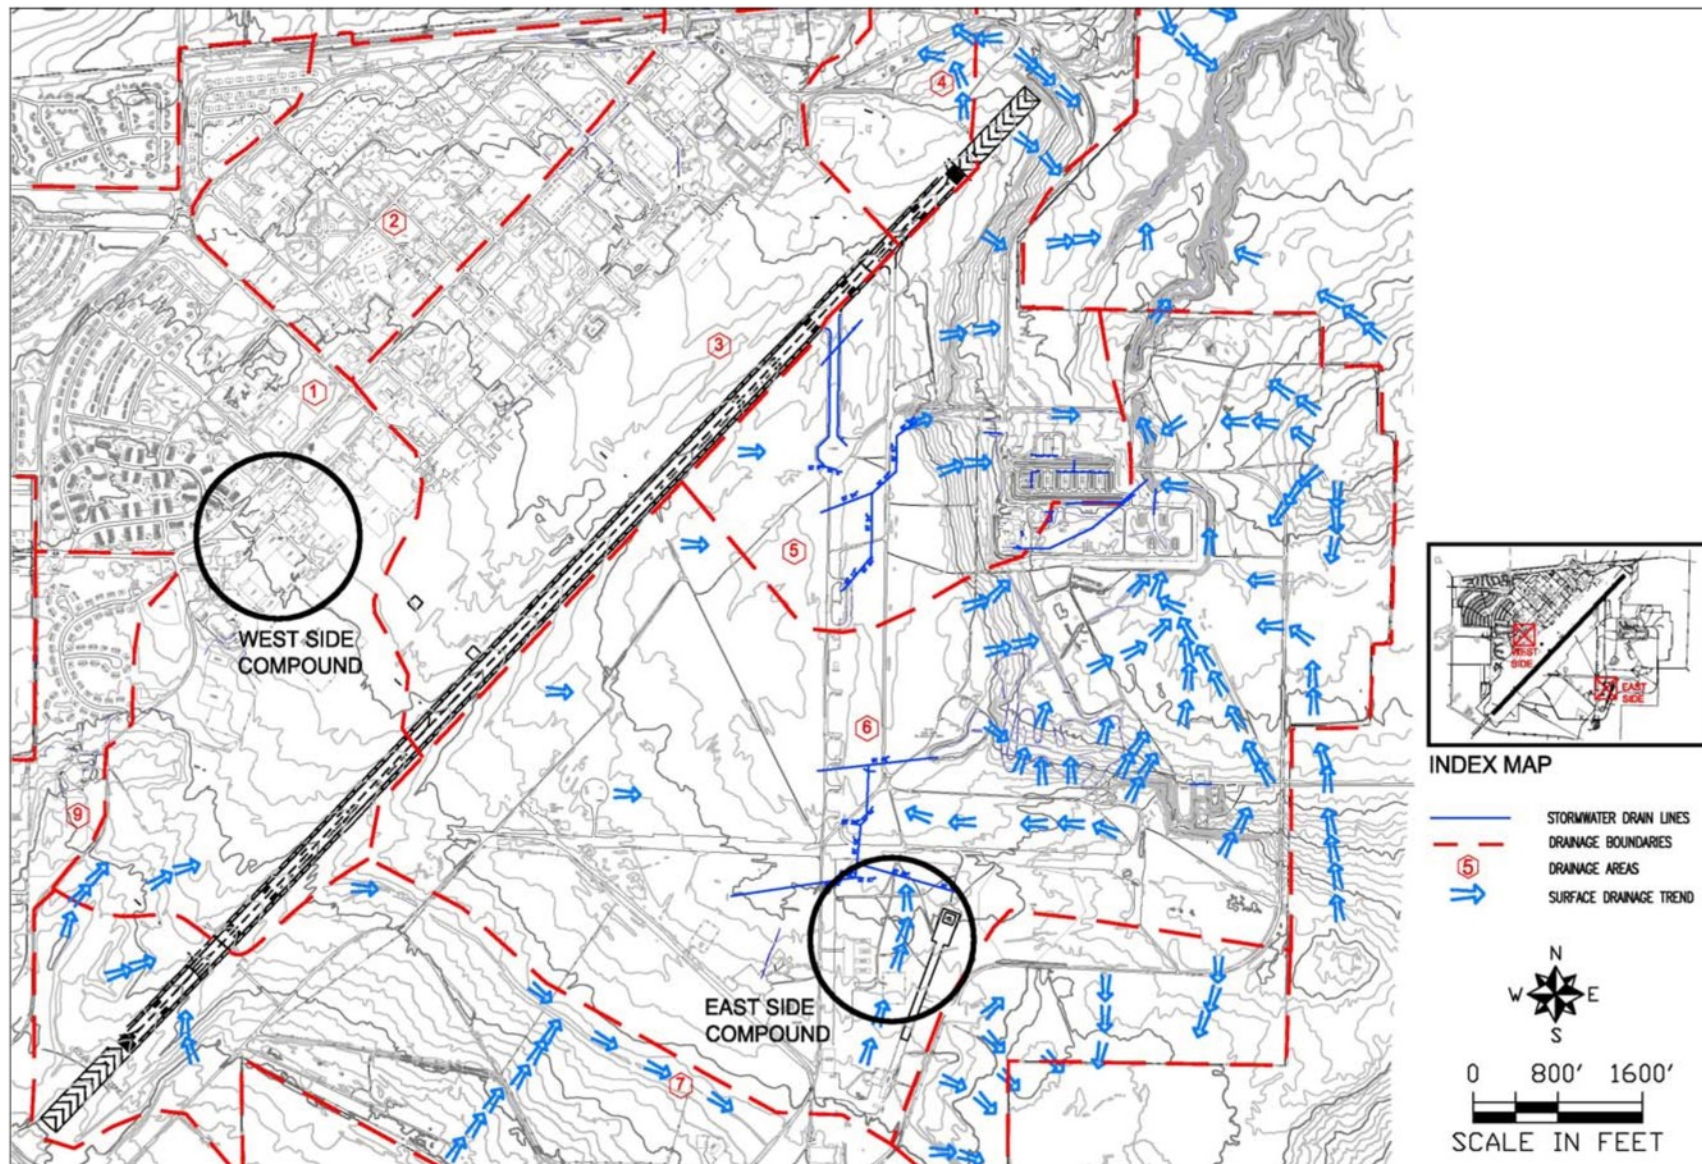 4
2
3
1
5
WEST SIDE
COMPOUND
6
9
EAST SIDE
COMPOUND
7
WEST
SIDE
EAST
SIDE
INDEX MAP
STORMWATER DRAIN LINES
DRAINAGE BOUNDARIES
5 DRAINAGE AREAS
SURFACE DRAINAGE TREND
N
W E
S
0 800' 1600'
SCALE IN FEET